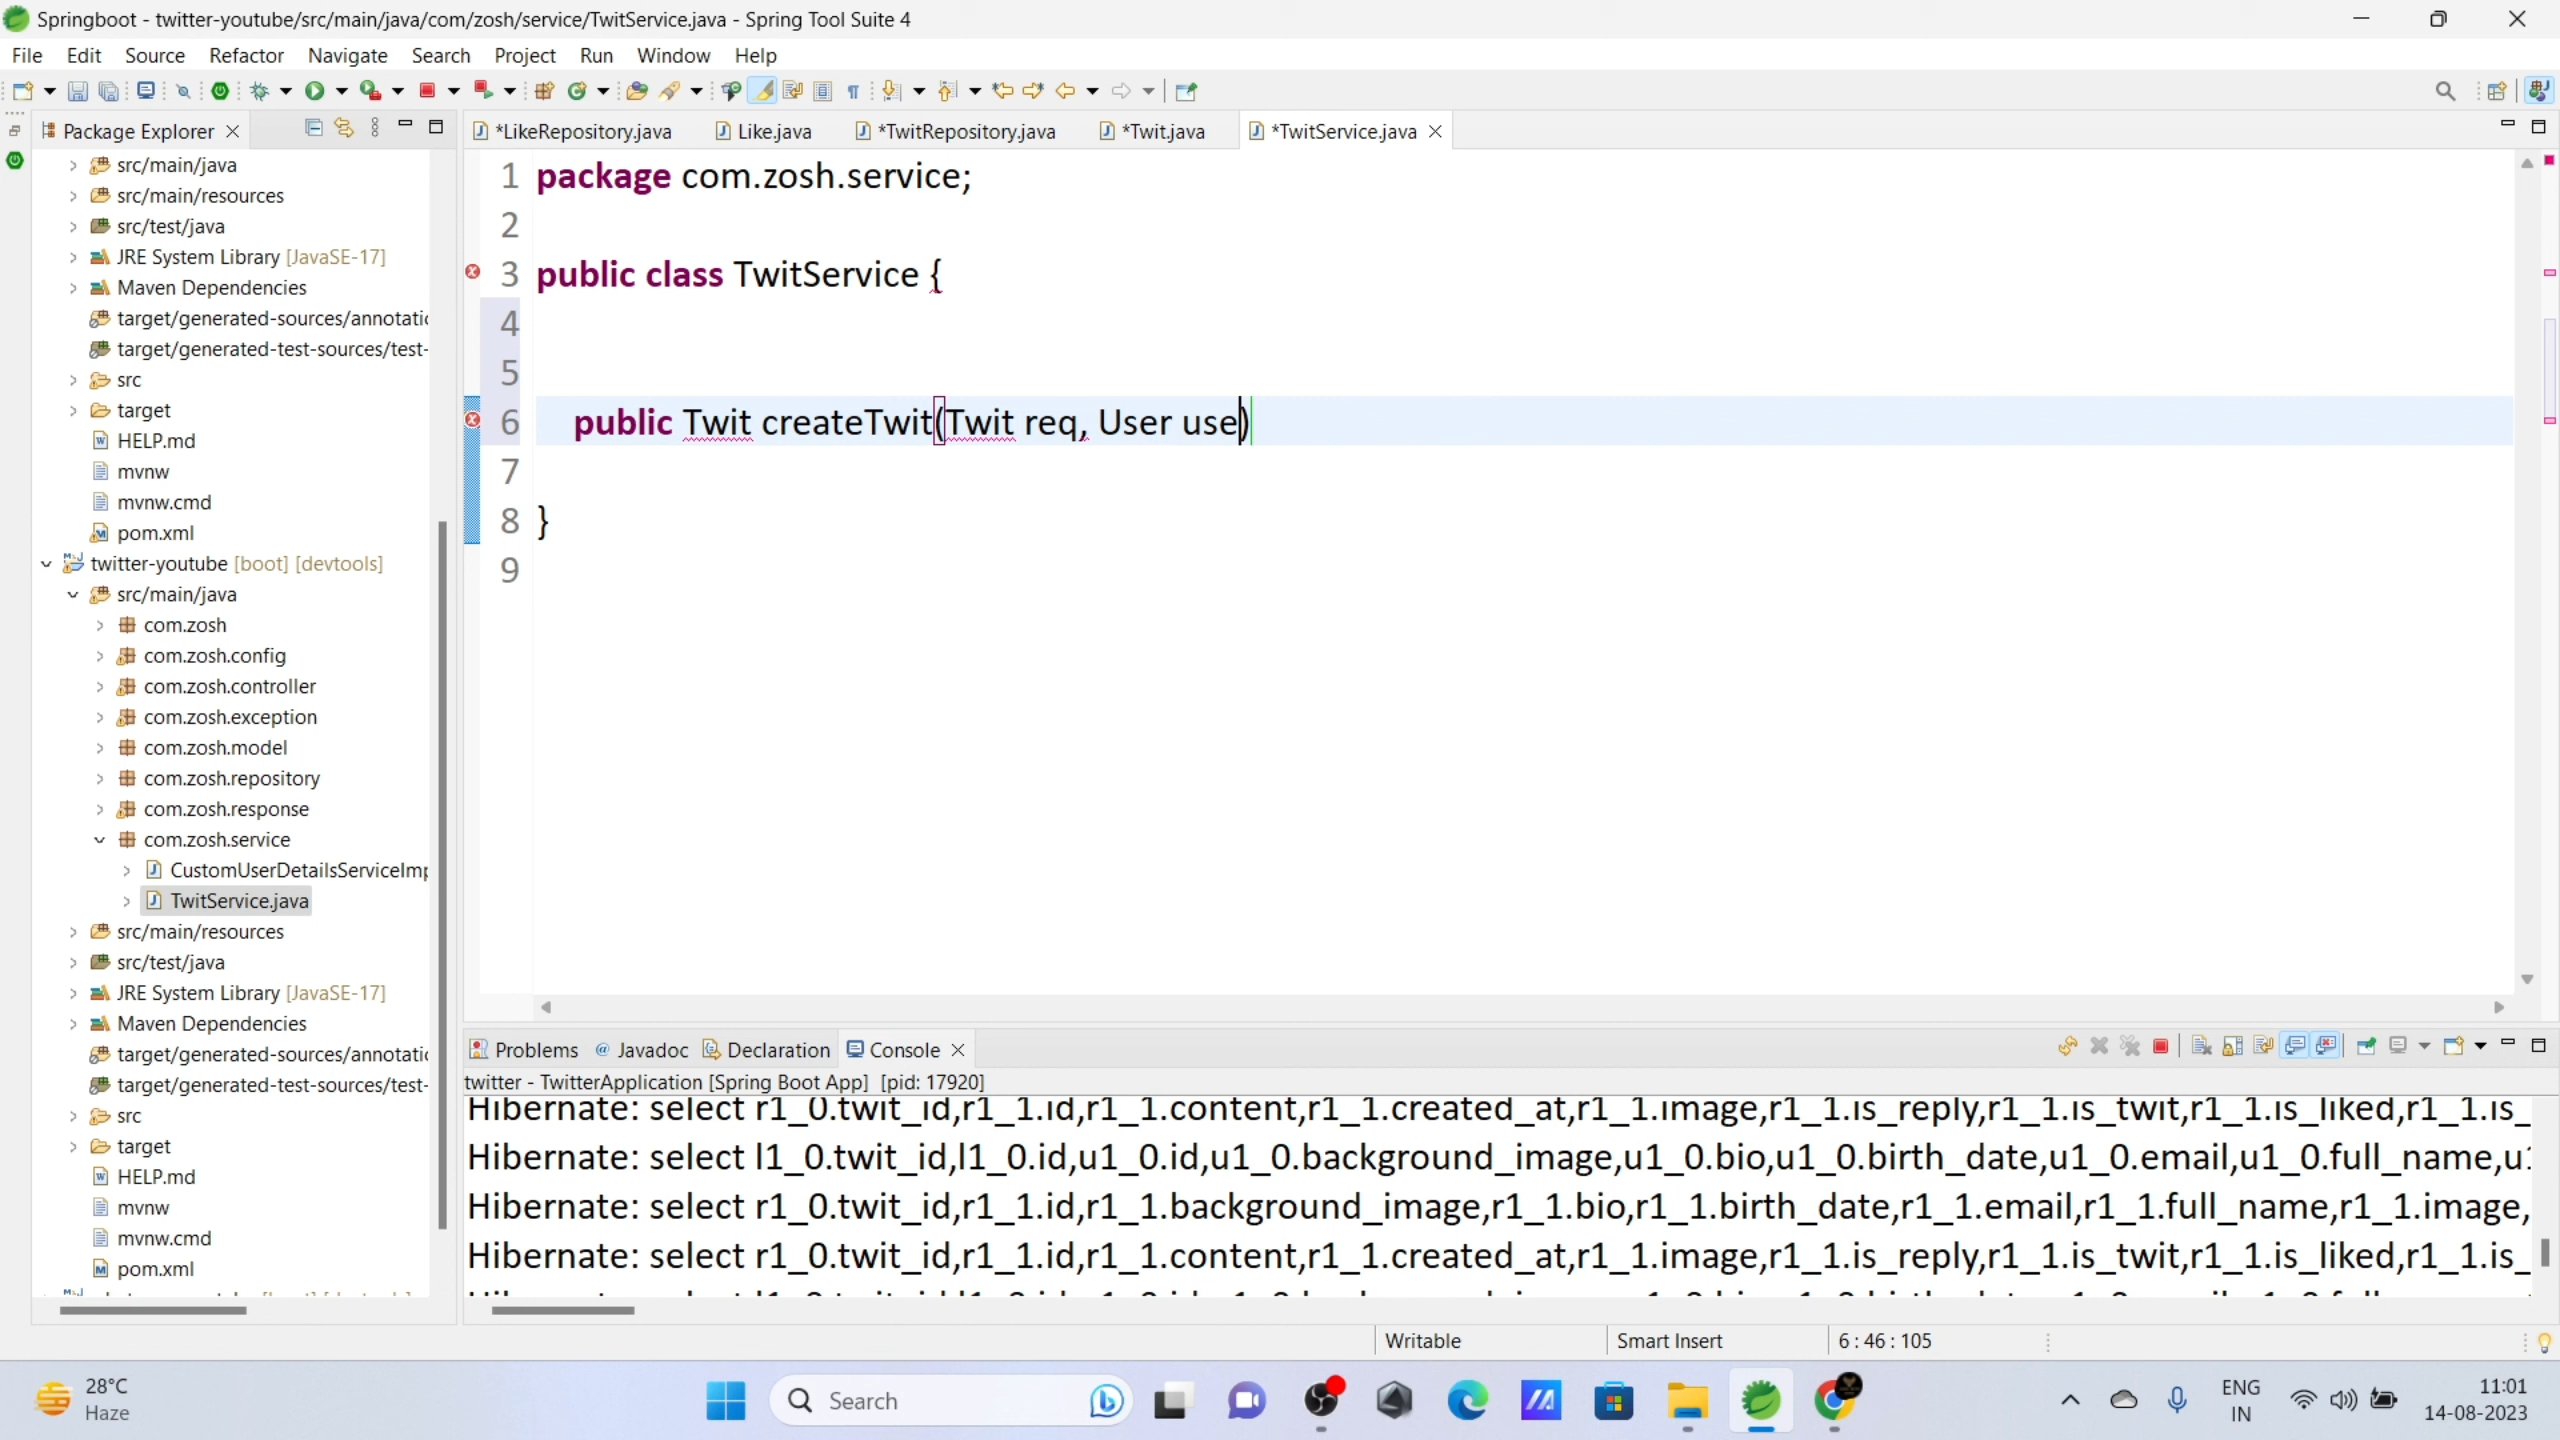 Springboot - twitter-youtube/src/main/java/com/zosh/service/TwitService.java - Spring Tool Suite 4
File Edit Source Refactor Navigate Search Project Run Window Help
Package Explorer
src/main/java
src/main/resources
src/test/java
JRE System Library [JavaSE-17]
Maven Dependencies
target/generated-sources/annotati
target/generated-test-sources/test-
src
target
HELP.md
mvnw
mvnw.cmd
pom.xml
twitter-youtube [boot] [devtools]
src/main/java
com.zosh
com.zosh.config
com.zosh.controller
com.zosh.exception
com.zosh.model
com.zosh.repository
com.zosh.response
com.zosh.service
CustomUserDetailsServiceImp
TwitService.java
src/main/resources
src/test/java
JRE System Library [JavaSE-17]
Maven Dependencies
target/generated-sources/annotati
target/generated-test-sources/test-
src
target
HELP.md
mvnw
mvnw.cmd
pom.xml
*LikeRepository.java Like.java *TwitRepository.java *Twit.java *TwitService.java
1 package com.zosh.service;
2
3 public class TwitService {
4
5
6 public Twit createTwit(Twit req, User use)
7
8 }
9
Problems Javadoc Declaration Console
twitter - TwitterApplication [Spring Boot App] [pid: 17920]
Hibernate: select r1_0.twit_id,r1_1.id,r1_1.content,r1_1.created_at,r1_1.image,r1_1.is_reply,r1_1.is_twit,r1_1.is_liked,r1_1.is_
Hibernate: select l1_0.twit_id,l1_0.id,u1_0.id,u1_0.background_image,u1_0.bio,u1_0.birth_date,u1_0.email,u1_0.full_name,u1
Hibernate: select r1_0.twit_id,r1_1.id,r1_1.background_image,r1_1.bio,r1_1.birth_date,r1_1.email,r1_1.full_name,r1_1.image,
Hibernate: select r1_0.twit_id,r1_1.id,r1_1.content,r1_1.created_at,r1_1.image,r1_1.is_reply,r1_1.is_twit,r1_1.is_liked,r1_1.is_
Writable Smart Insert 6 : 46 : 105
28°C
Haze
Search
ENG
IN
11:01
14-08-2023